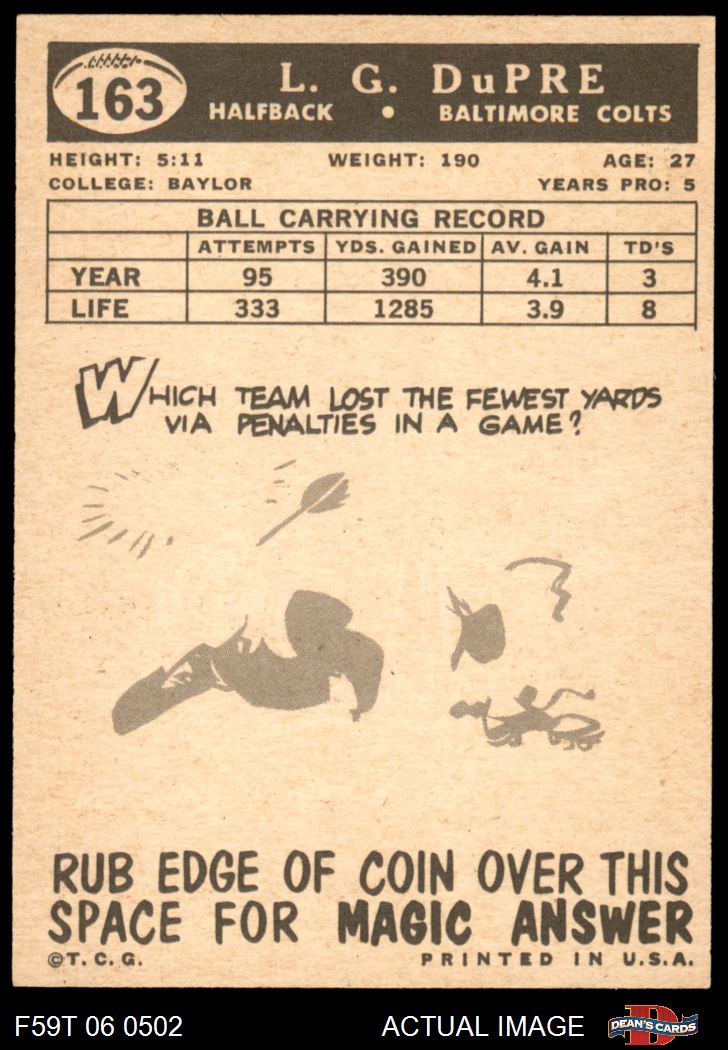 163
L. G. DuPRE
HALFBACK • BALTIMORE COLTS
HEIGHT: 5:11 WEIGHT: 190 AGE: 27
COLLEGE: BAYLOR YEARS PRO: 5
BALL CARRYING RECORD
ATTEMPTS YDS. GAINED AV. GAIN TD'S
YEAR 95 390 4.1 3
LIFE 333 1285 3.9 8
WHICH TEAM LOST THE FEWEST YARDS
VIA PENALTIES IN A GAME?
RUB EDGE OF COIN OVER THIS
SPACE FOR MAGIC ANSWER
©T. C. G. PRINTED IN U.S.A.
F59T 06 0502 ACTUAL IMAGE D DEAN'S CARDS